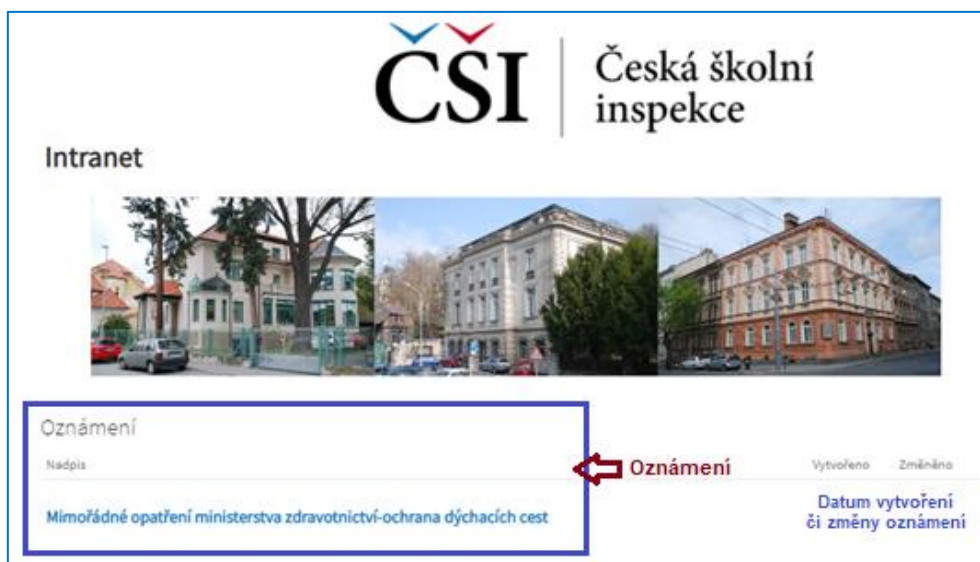 ČŠI
Česká školní
inspekce
Intranet
Oznámení
Nadpis
Oznámení
Vytvořeno Změněno
Mimořádné opatření ministerstva zdravotnictví-ochrana dýchacích cest
Datum vytvoření
či změny oznámení